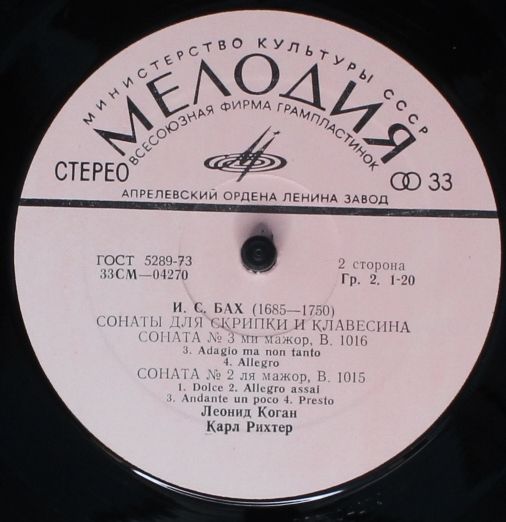 МИНИСТЕРСТВО КУЛЬТУРЫ СССР
МЕЛОДИЯ
ВСЕСОЮЗНАЯ ФИРМА ГРАМПЛАСТИНОК
СТЕРЕО
33
АПРЕЛЕВСКИЙ ОРДЕНА ЛЕНИНА ЗАВОД
ГОСТ 5289-73
33СМ—04270
2 сторона
Гр. 2. 1-20
И. С. БАХ (1685—1750)
СОНАТЫ ДЛЯ СКРИПКИ И КЛАВЕСИНА
СОНАТА № 3 ми мажор, В. 1016
3. Adagio ma non tanto
4. Allegro
СОНАТА № 2 ля мажор, В. 1015
1. Dolce 2. Allegro assai
3. Andante un poco 4. Presto
Леонид Коган
Карл Рихтер